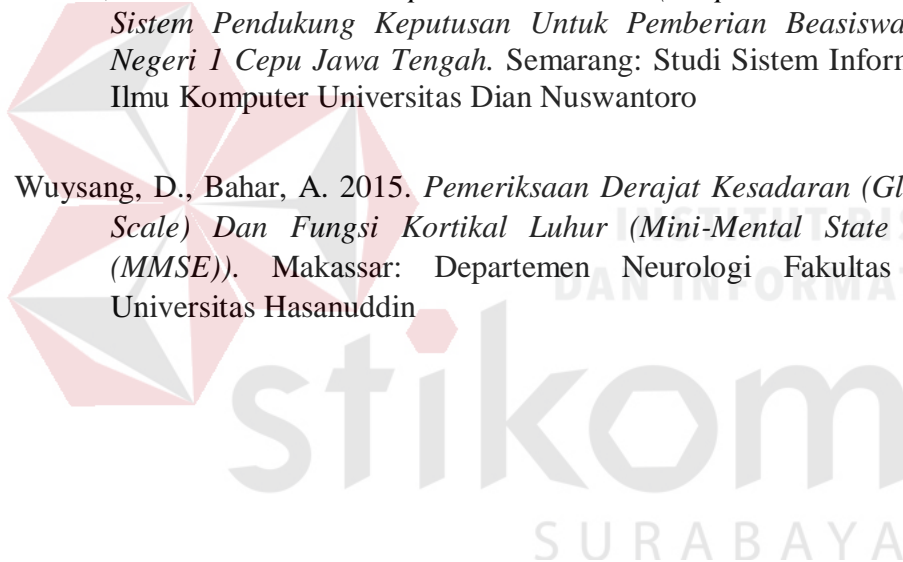 Sistem Pendukung Keputusan Untuk Pemberian Beasiswa
Negeri 1 Cepu Jawa Tengah. Semarang: Studi Sistem Infor
Ilmu Komputer Universitas Dian Nuswantoro
Wuysang, D., Bahar, A. 2015. Pemeriksaan Derajat Kesadaran (Gl
Scale) Dan Fungsi Kortikal Luhur (Mini-Mental State
(MMSE)). Makassar: Departemen Neurologi Fakultas
Universitas Hasanuddin
INSTITUT BIS
DAN INFORMAT
stikom
SURABAYA